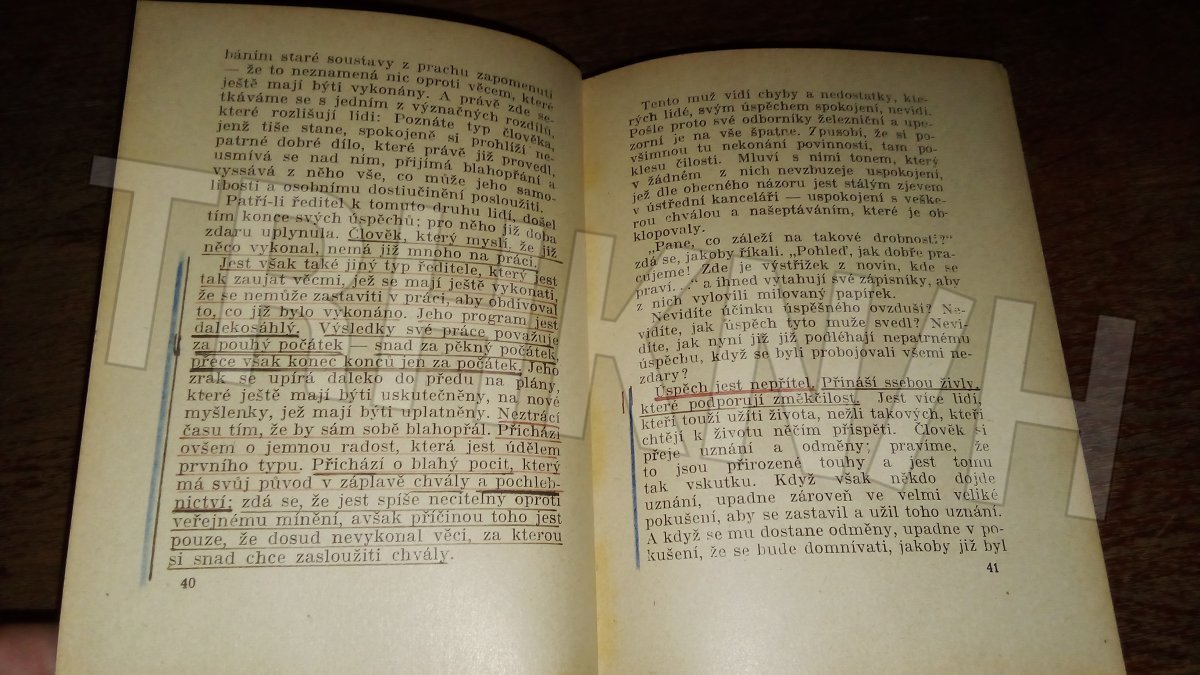 báním staré soustavy z prachu zapomenutí
— že to neznamená nic oproti věcem, které
ještě mají býti vykonány. A právě zde se-
tkáváme se s jedním z význačných rozdílů,
které rozlišují lidi: Poznáte typ člověka,
jenž tiše stane, spokojeně si prohlíží ne-
patrné dobré dílo, které právě již provedl,
usmívá se nad ním, přijímá blahopřání a
vyssává z něho vše, co může jeho samo-
libosti a osobnímu dostiučinění posloužiti.
Patří-li ředitel k tomuto druhu lidí, došel
tím konce svých úspěchů; pro něho již doba
zdaru uplynula. Člověk, který myslí, že již
něco vykonal, nemá již mnoho na práci.
Jest však také jiný typ ředitele, který jest
tak zaujat věcmi, jež se mají ještě vykonati,
že se nemůže zastaviti v práci, aby obdivoval
to, co již bylo vykonáno. Jeho program jest
dalekosáhlý. Výsledky své práce považuje
za pouhý počátek — snad za pěkný počátek,
přece však konec konců jen za počátek. Jeho
zrak se upírá daleko do předu na plány,
které ještě mají býti uskutečněny, na nové
myšlenky, jež mají býti uplatněny. Neztrácí
času tím, že by sám sobě blahopřál. Přichází
ovšem o jemnou radost, která jest údělem
prvního typu. Přichází o blahý pocit, který
má svůj původ v záplavě chvály a pochleb-
nictví; zdá se, že jest spíše necitelný oproti
veřejnému mínění, avšak příčinou toho jest
pouze, že dosud nevykonal věci, za kterou
si snad chce zasloužiti chvály.
40
Tento muž vidí chyby a nedostatky, kte-
rých lidé, svým úspěchem spokojení, nevidí.
Pošle proto své odborníky železniční a upo-
zorní je na vše špatné. Způsobí, že si po-
všimnou tu nekonání povinností, tam po-
klesu čilosti. Mluví s nimi tonem, který
v žádném z nich nevzbuzuje uspokojení,
jež dle obecného názoru jest stálým zjevem
v ústřední kanceláři — uspokojení s veške-
rou chválou a našeptáváním, které je ob-
klopovaly.
„Pane, co záleží na takové drobnosti?“
zdá se, jakoby říkali. „Pohleď, jak dobře pra-
cujeme! Zde je výstřižek z novin, kde se
praví. . .“ a ihned vytahují své zápisníky, aby
z nich vylovili milovaný papírek.
Nevidíte účinku úspěšného ovzduší? Ne-
vidíte, jak úspěch tyto muže svedl? Nevi-
díte, jak nyní již již podléhají nepatrnému
úspěchu, když se byli probojovali všemi ne-
zdary?
Úspěch jest nepřítel. Přináší ssebou živly,
které podporují změkčilost. Jest více lidí,
kteří touží užíti života, nežli takových, kteří
chtějí k životu něčím přispěti. Člověk si
přeje uznání a odměny; pravíme, že
to jsou přirozené touhy a jest tomu
tak vskutku. Když však někdo dojde
uznání, upadne zároveň ve velmi veliké
pokušení, aby se zastavil a užil toho uznání.
A když se mu dostane odměny, upadne v po-
kušení, že se bude domnívati, jakoby již byl
41